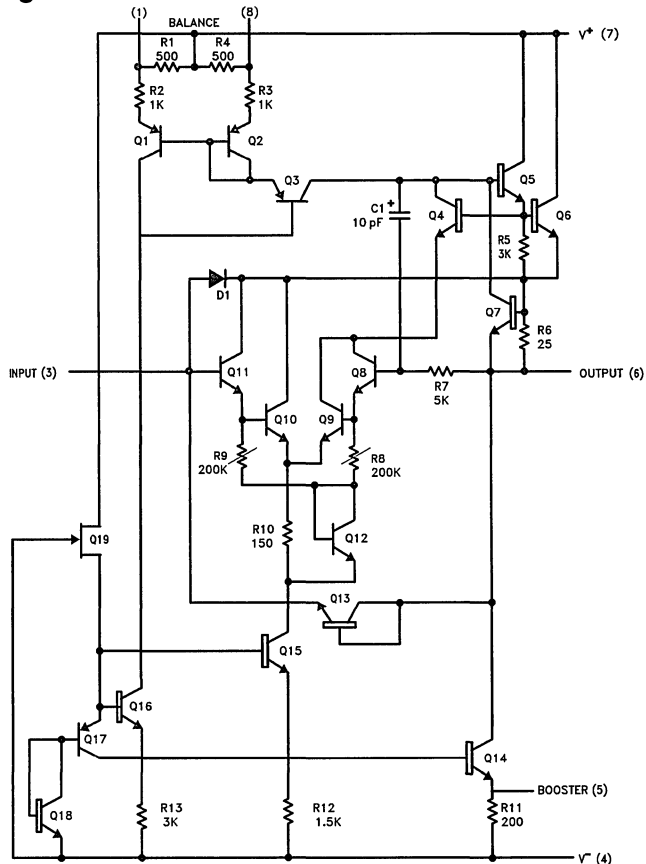 (1)
(8)
BALANCE
V+ (7)
R1
500
R4
500
R2
1K
R3
1K
Q1
Q2
Q3
Q5
C1
10 pF
+
Q4
Q6
R5
3K
D1
Q7
R6
25
INPUT (3)
Q11
Q8
R7
5K
OUTPUT (6)
Q10
Q9
R9
200K
R8
200K
Q19
R10
150
Q12
Q13
Q15
Q16
Q17
Q14
BOOSTER (5)
Q18
R13
3K
R12
1.5K
R11
200
V− (4)